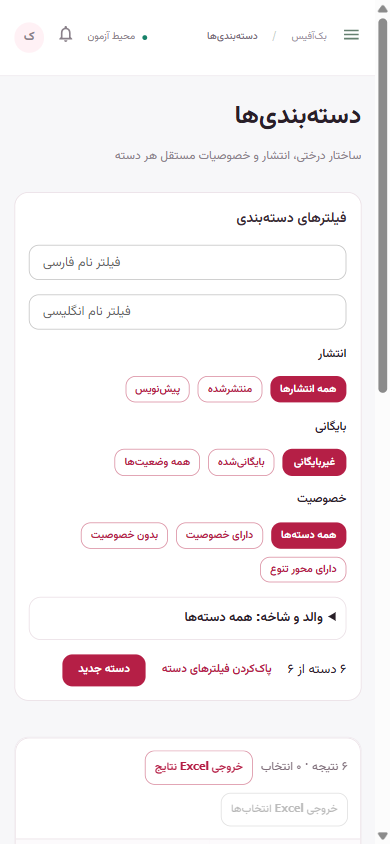 بک‌آفیس / دسته‌بندی‌ها محیط آزمون ک
دسته‌بندی‌ها
ساختار درختی، انتشار و خصوصیات مستقل هر دسته
فیلترهای دسته‌بندی
فیلتر نام فارسی
فیلتر نام انگلیسی
انتشار
همه انتشارها منتشرشده پیش‌نویس
بایگانی
غیربایگانی بایگانی‌شده همه وضعیت‌ها
خصوصیت
همه دسته‌ها دارای خصوصیت بدون خصوصیت
دارای محور تنوع
والد و شاخه: همه دسته‌ها
۶ دسته از ۶ پاک‌کردن فیلترهای دسته دسته جدید
۶ نتیجه · ۰ انتخاب خروجی Excel نتایج
خروجی Excel انتخاب‌ها